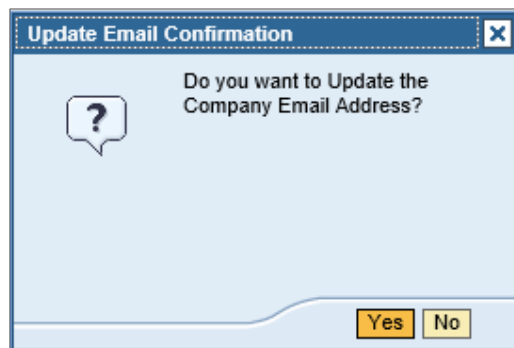 Update Email Confirmation
Do you want to Update the
Company Email Address?
?
Yes No